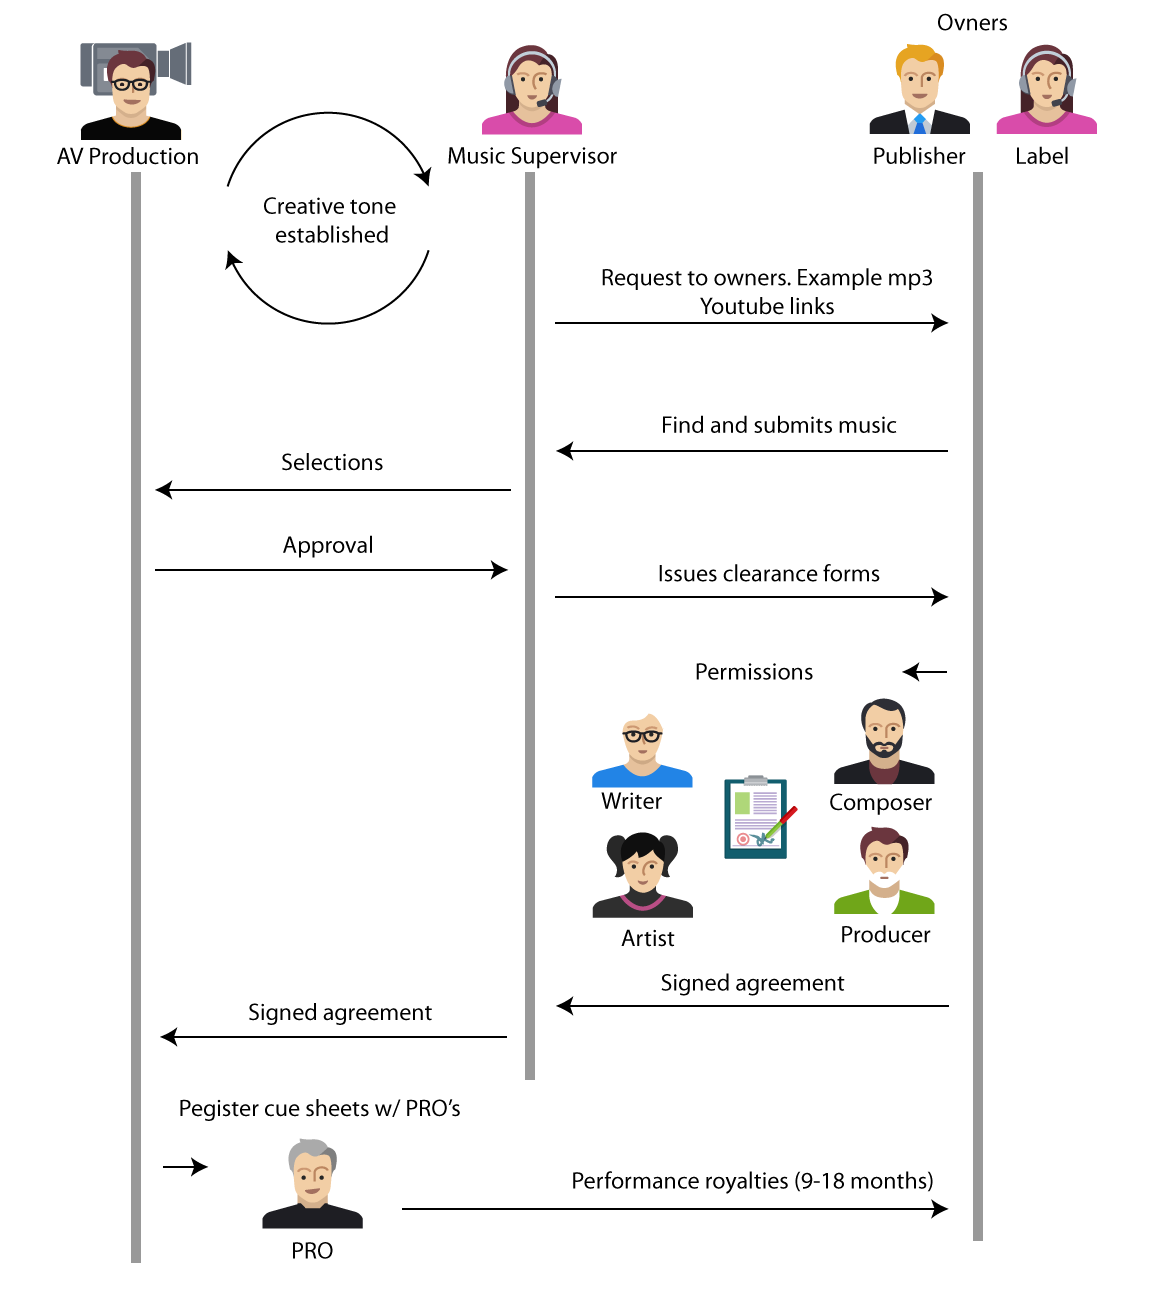 Owners
AV Production
Music Supervisor
Publisher
Label
Creative tone
established
Request to owners. Example mp3
Youtube links
Find and submits music
Selections
Approval
Issues clearance forms
Permissions
Writer
Composer
Artist
Producer
Signed agreement
Signed agreement
Pegister cue sheets w/ PRO’s
Performance royalties (9-18 months)
PRO